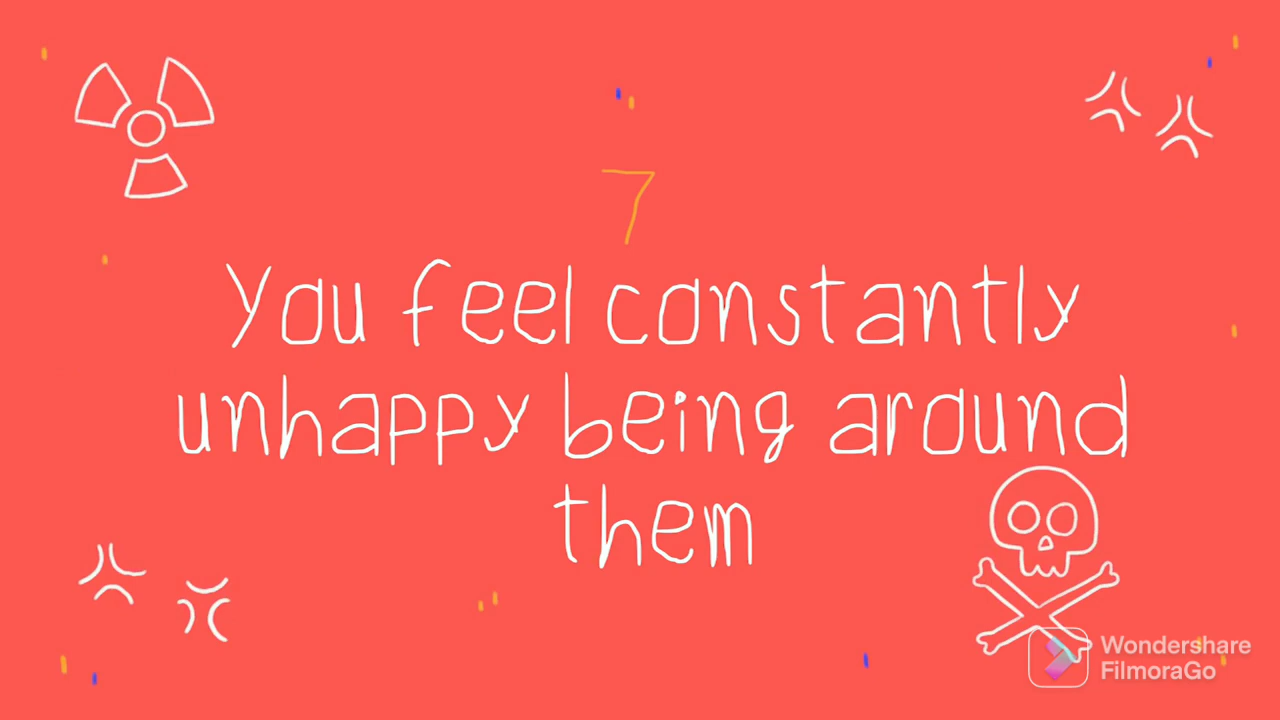 7
You feel constantly
unhappy being around
them
Wondershare
FilmoraGo